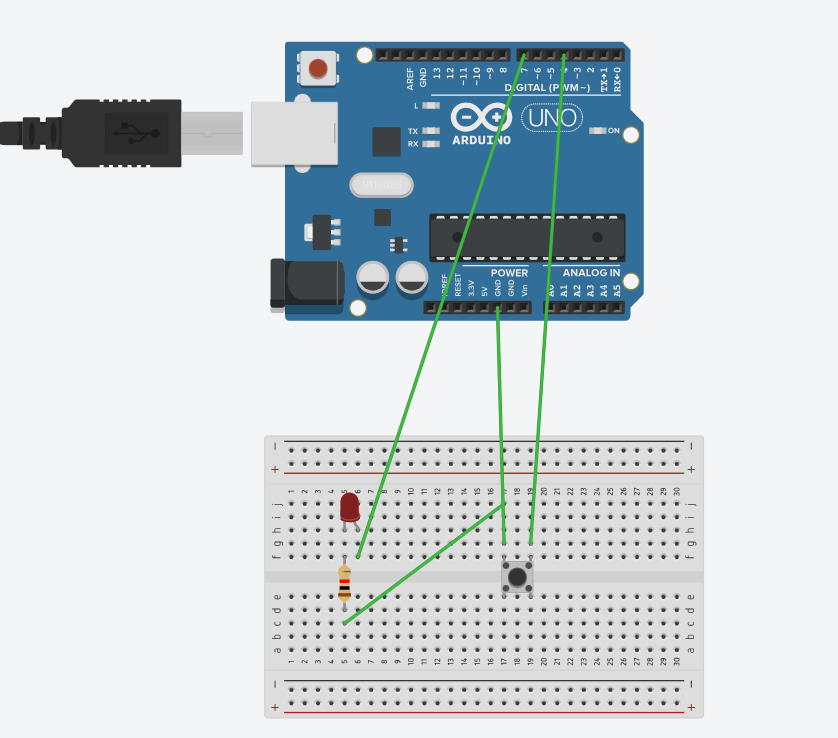 AREF
GND
13
12
~11
~10
~9
8
7
~6
~5
4
~3
2
TX→1
RX←0
DIGITAL (PWM~)
L
TX
RX
ARDUINO
UNO
ON
POWER
ANALOG IN
RESET
3.3V
5V
GND
GND
Vin
A0
A1
A2
A3
A4
A5
1 2 3 4 5 6 7 8 9 10 11 12 13 14 15 16 17 18 19 20 21 22 23 24 25 26 27 28 29 30
j j
i i
h h
g g
f f
e e
d d
c c
b b
a a
1 2 3 4 5 6 7 8 9 10 11 12 13 14 15 16 17 18 19 20 21 22 23 24 25 26 27 28 29 30